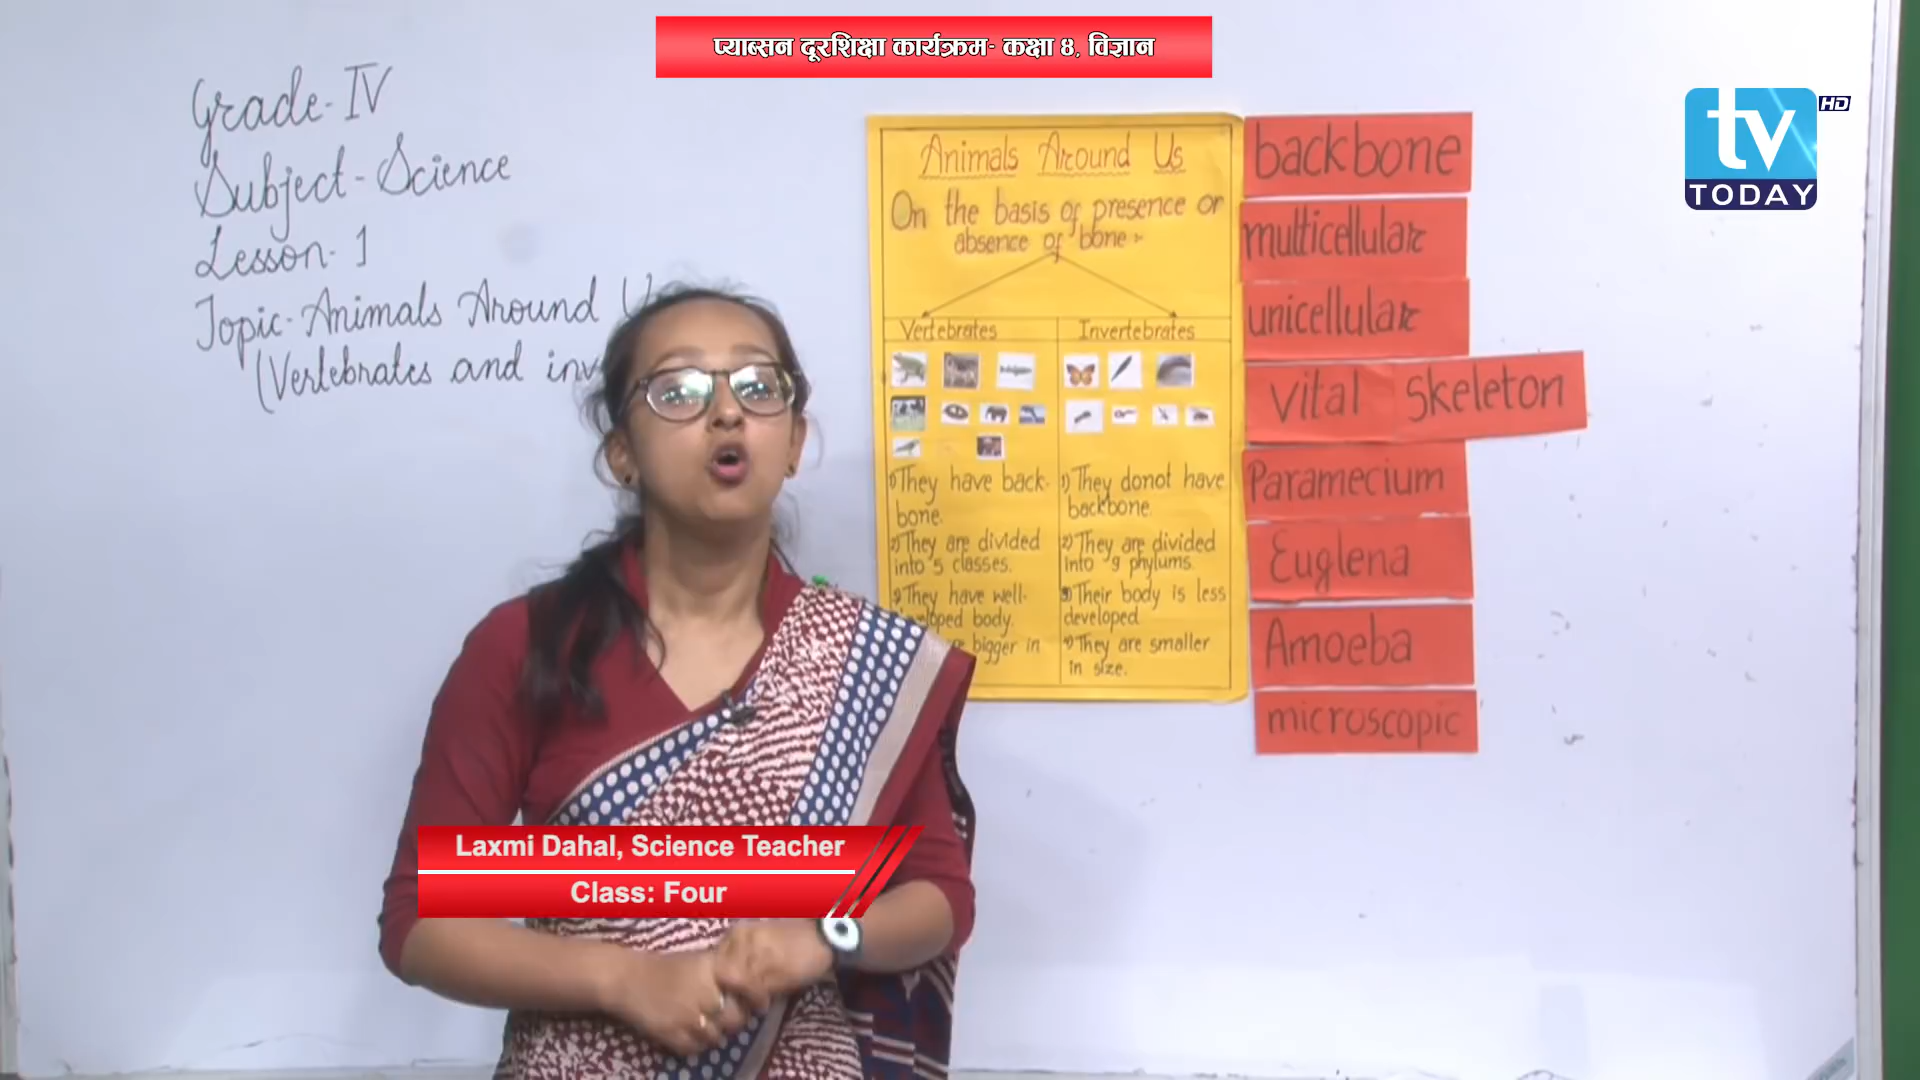 प्याब्सन दूरशिक्षा कार्यक्रम- कक्षा ४, विज्ञान
tv HD
TODAY
Grade-IV
Subject-Science
Lesson-1
Topic-Animals Around
(Vertebrates and inv
Animals Around Us
On the basis of presence or
absence of bone:-
Vertebrates
Invertebrates
1) They have back-
bone.
2) They are divided
into 5 classes.
They have well-
loped body.
bigger in
1) They donot have
backbone.
2) They are divided
into 9 phylums.
3) Their body is less
developed.
4) They are smaller
in size.
backbone
multicellular
unicellular
vital skeleton
Paramecium
Euglena
Amoeba
microscopic
Laxmi Dahal, Science Teacher
Class: Four